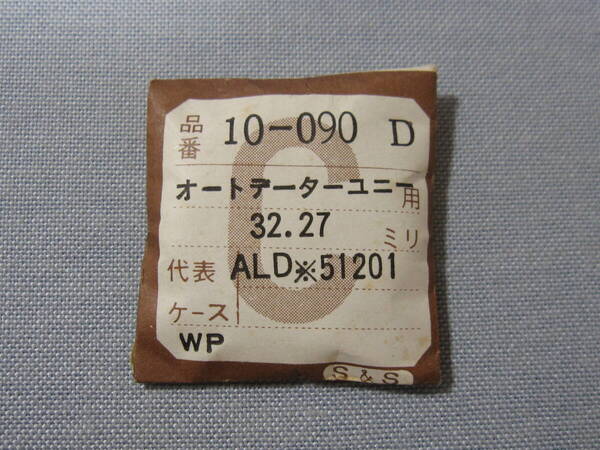 品番 10-090 D
オートデーターユニー用
32.27 ミリ
代表 ALD※51201
ケース
WP
S & S